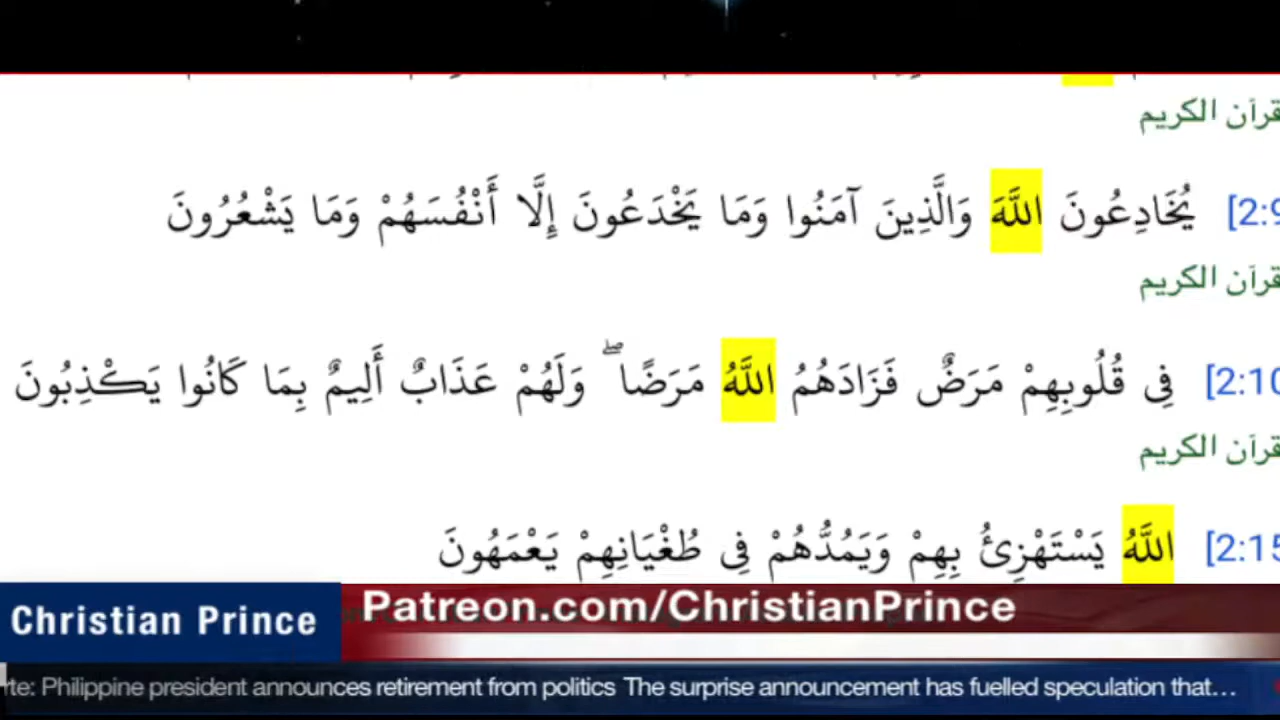 قرآن الكريم
[2:9 يُخَادِعُونَ اللَّهَ وَالَّذِينَ آمَنُوا وَمَا يَخْدَعُونَ إِلَّا أَنْفُسَهُمْ وَمَا يَشْعُرُونَ
قرآن الكريم
[2:10 فِي قُلُوبِهِمْ مَرَضٌ فَزَادَهُمُ اللَّهُ مَرَضًا ۖ وَلَهُمْ عَذَابٌ أَلِيمٌ بِمَا كَانُوا يَكْذِبُونَ
قرآن الكريم
[2:15 اللَّهُ يَسْتَهْزِئُ بِهِمْ وَيَمُدُّهُمْ فِي طُغْيَانِهِمْ يَعْمَهُونَ
Patreon.com/ChristianPrince
Christian Prince
rte: Philippine president announces retirement from politics The surprise announcement has fuelled speculation that...